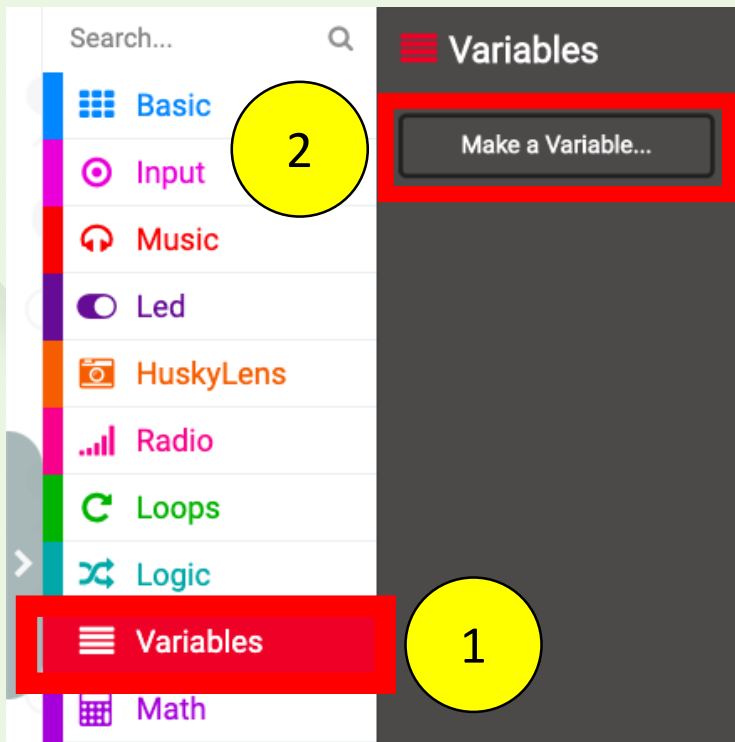 Search...
Basic
Input
Music
Led
HuskyLens
Radio
Loops
Logic
Variables
Math
1
2
Variables
Make a Variable...